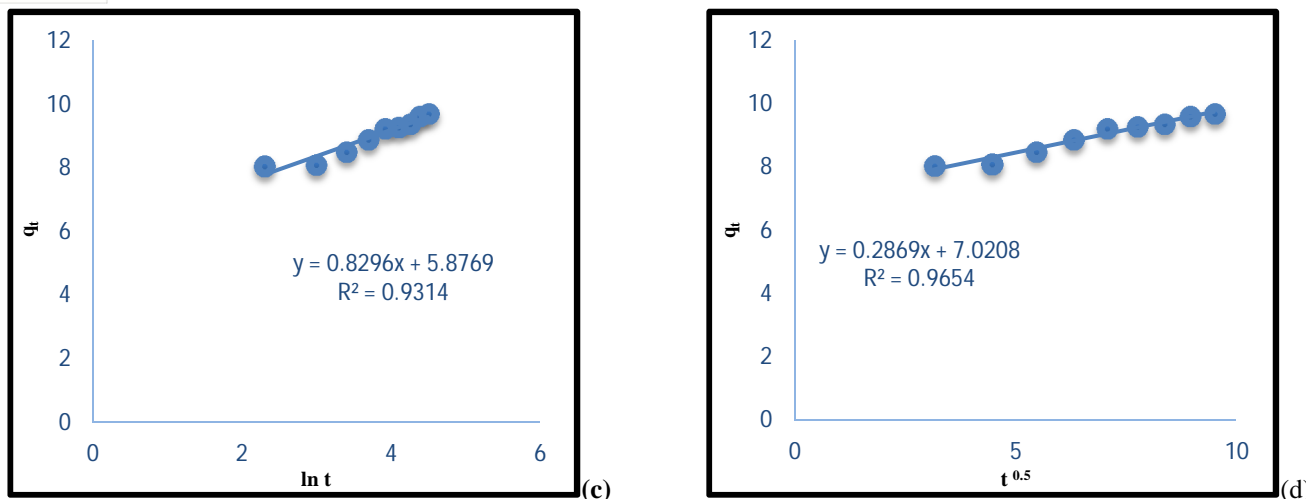 12
10
8
6
4
2
0
qt
y = 0.8296x + 5.8769
R² = 0.9314
0 2 4 6
ln t
(c)
12
10
8
6
4
2
0
qt
y = 0.2869x + 7.0208
R² = 0.9654
0 5 10
t 0.5
(d)